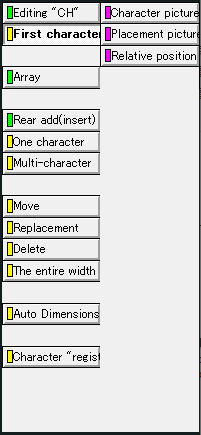 Editing "CH"
Character picture
First character
Placement picture
Relative position
Array
Rear add(insert)
One character
Multi-character
Move
Replacement
Delete
The entire width
Auto Dimensions
Character "regist